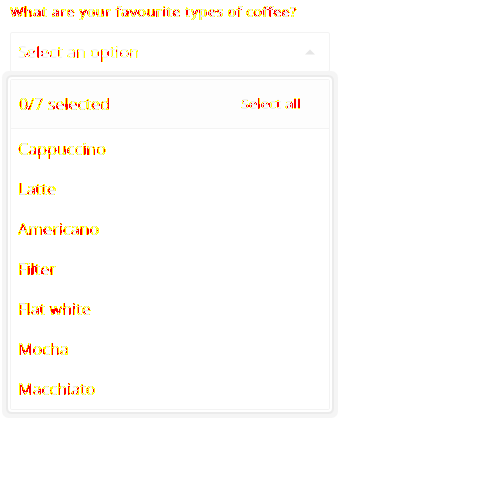 What are your favourite types of coffee?
Select an option
0/7 selected
Select all
Cappuccino
Latte
Americano
Filter
Flat white
Mocha
Macchiato